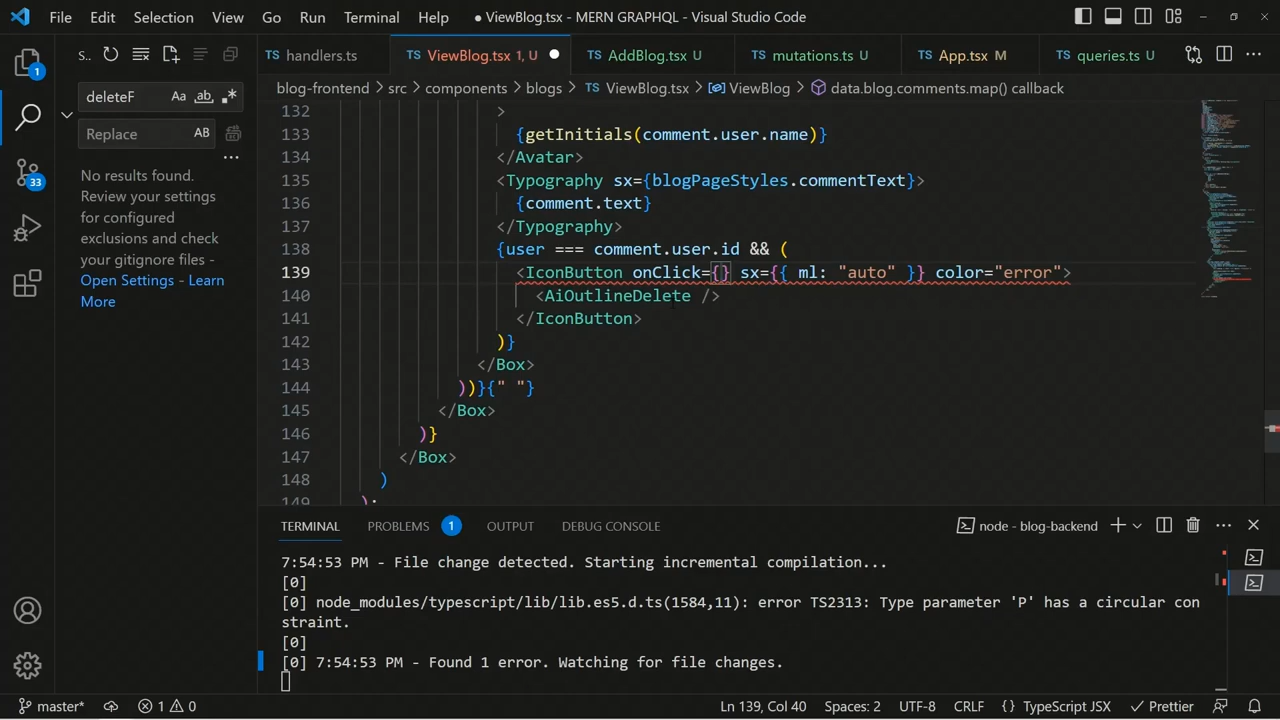 File Edit Selection View Go Run Terminal Help ● ViewBlog.tsx - MERN GRAPHQL - Visual Studio Code
S..
handlers.ts ViewBlog.tsx 1, U AddBlog.tsx U mutations.ts U App.tsx M queries.ts U
deleteF Aa ab .*
blog-frontend > src > components > blogs > ViewBlog.tsx > ViewBlog > data.blog.comments.map() callback
Replace AB
No results found.
Review your settings
for configured
exclusions and check
your gitignore files -
Open Settings - Learn
More
132 >
133 {getInitials(comment.user.name)}
134 </Avatar>
135 <Typography sx={blogPageStyles.commentText}>
136 {comment.text}
137 </Typography>
138 {user === comment.user.id && (
139 <IconButton onClick={} sx={{ ml: "auto" }} color="error">
140 <AiOutlineDelete />
141 </IconButton>
142 )}
143 </Box>
144 ))}{" "}
145 </Box>
146 )}
147 </Box>
148 )
149 );
1
33
TERMINAL PROBLEMS 1 OUTPUT DEBUG CONSOLE node - blog-backend
7:54:53 PM - File change detected. Starting incremental compilation...
[0]
[0] node_modules/typescript/lib/lib.es5.d.ts(1584,11): error TS2313: Type parameter 'P' has a circular con
straint.
[0]
[0] 7:54:53 PM - Found 1 error. Watching for file changes.
master* 1 0 Ln 139, Col 40 Spaces: 2 UTF-8 CRLF { } TypeScript JSX Prettier